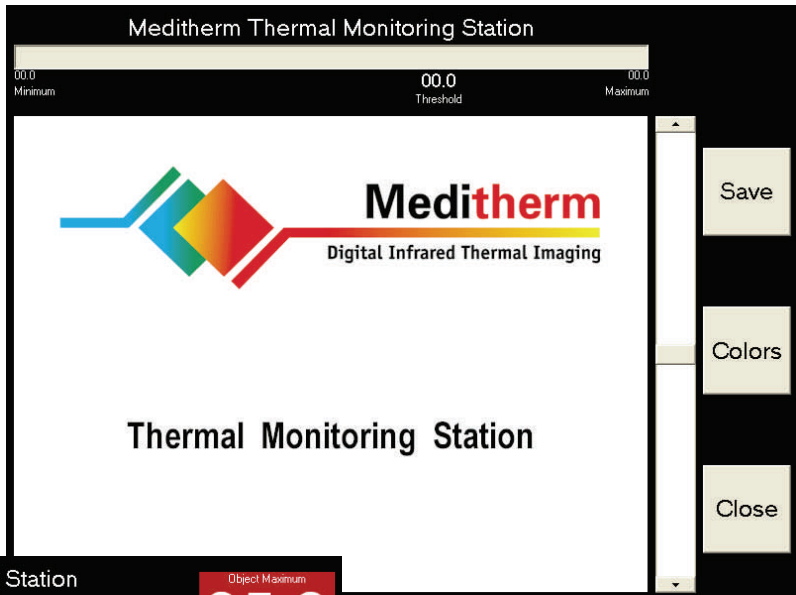 Meditherm Thermal Monitoring Station
00.0 00.0 00.0
Minimum Threshold Maximum
Save
Meditherm
Digital Infrared Thermal Imaging
Colors
Thermal Monitoring Station
Close
Station
Object Maximum